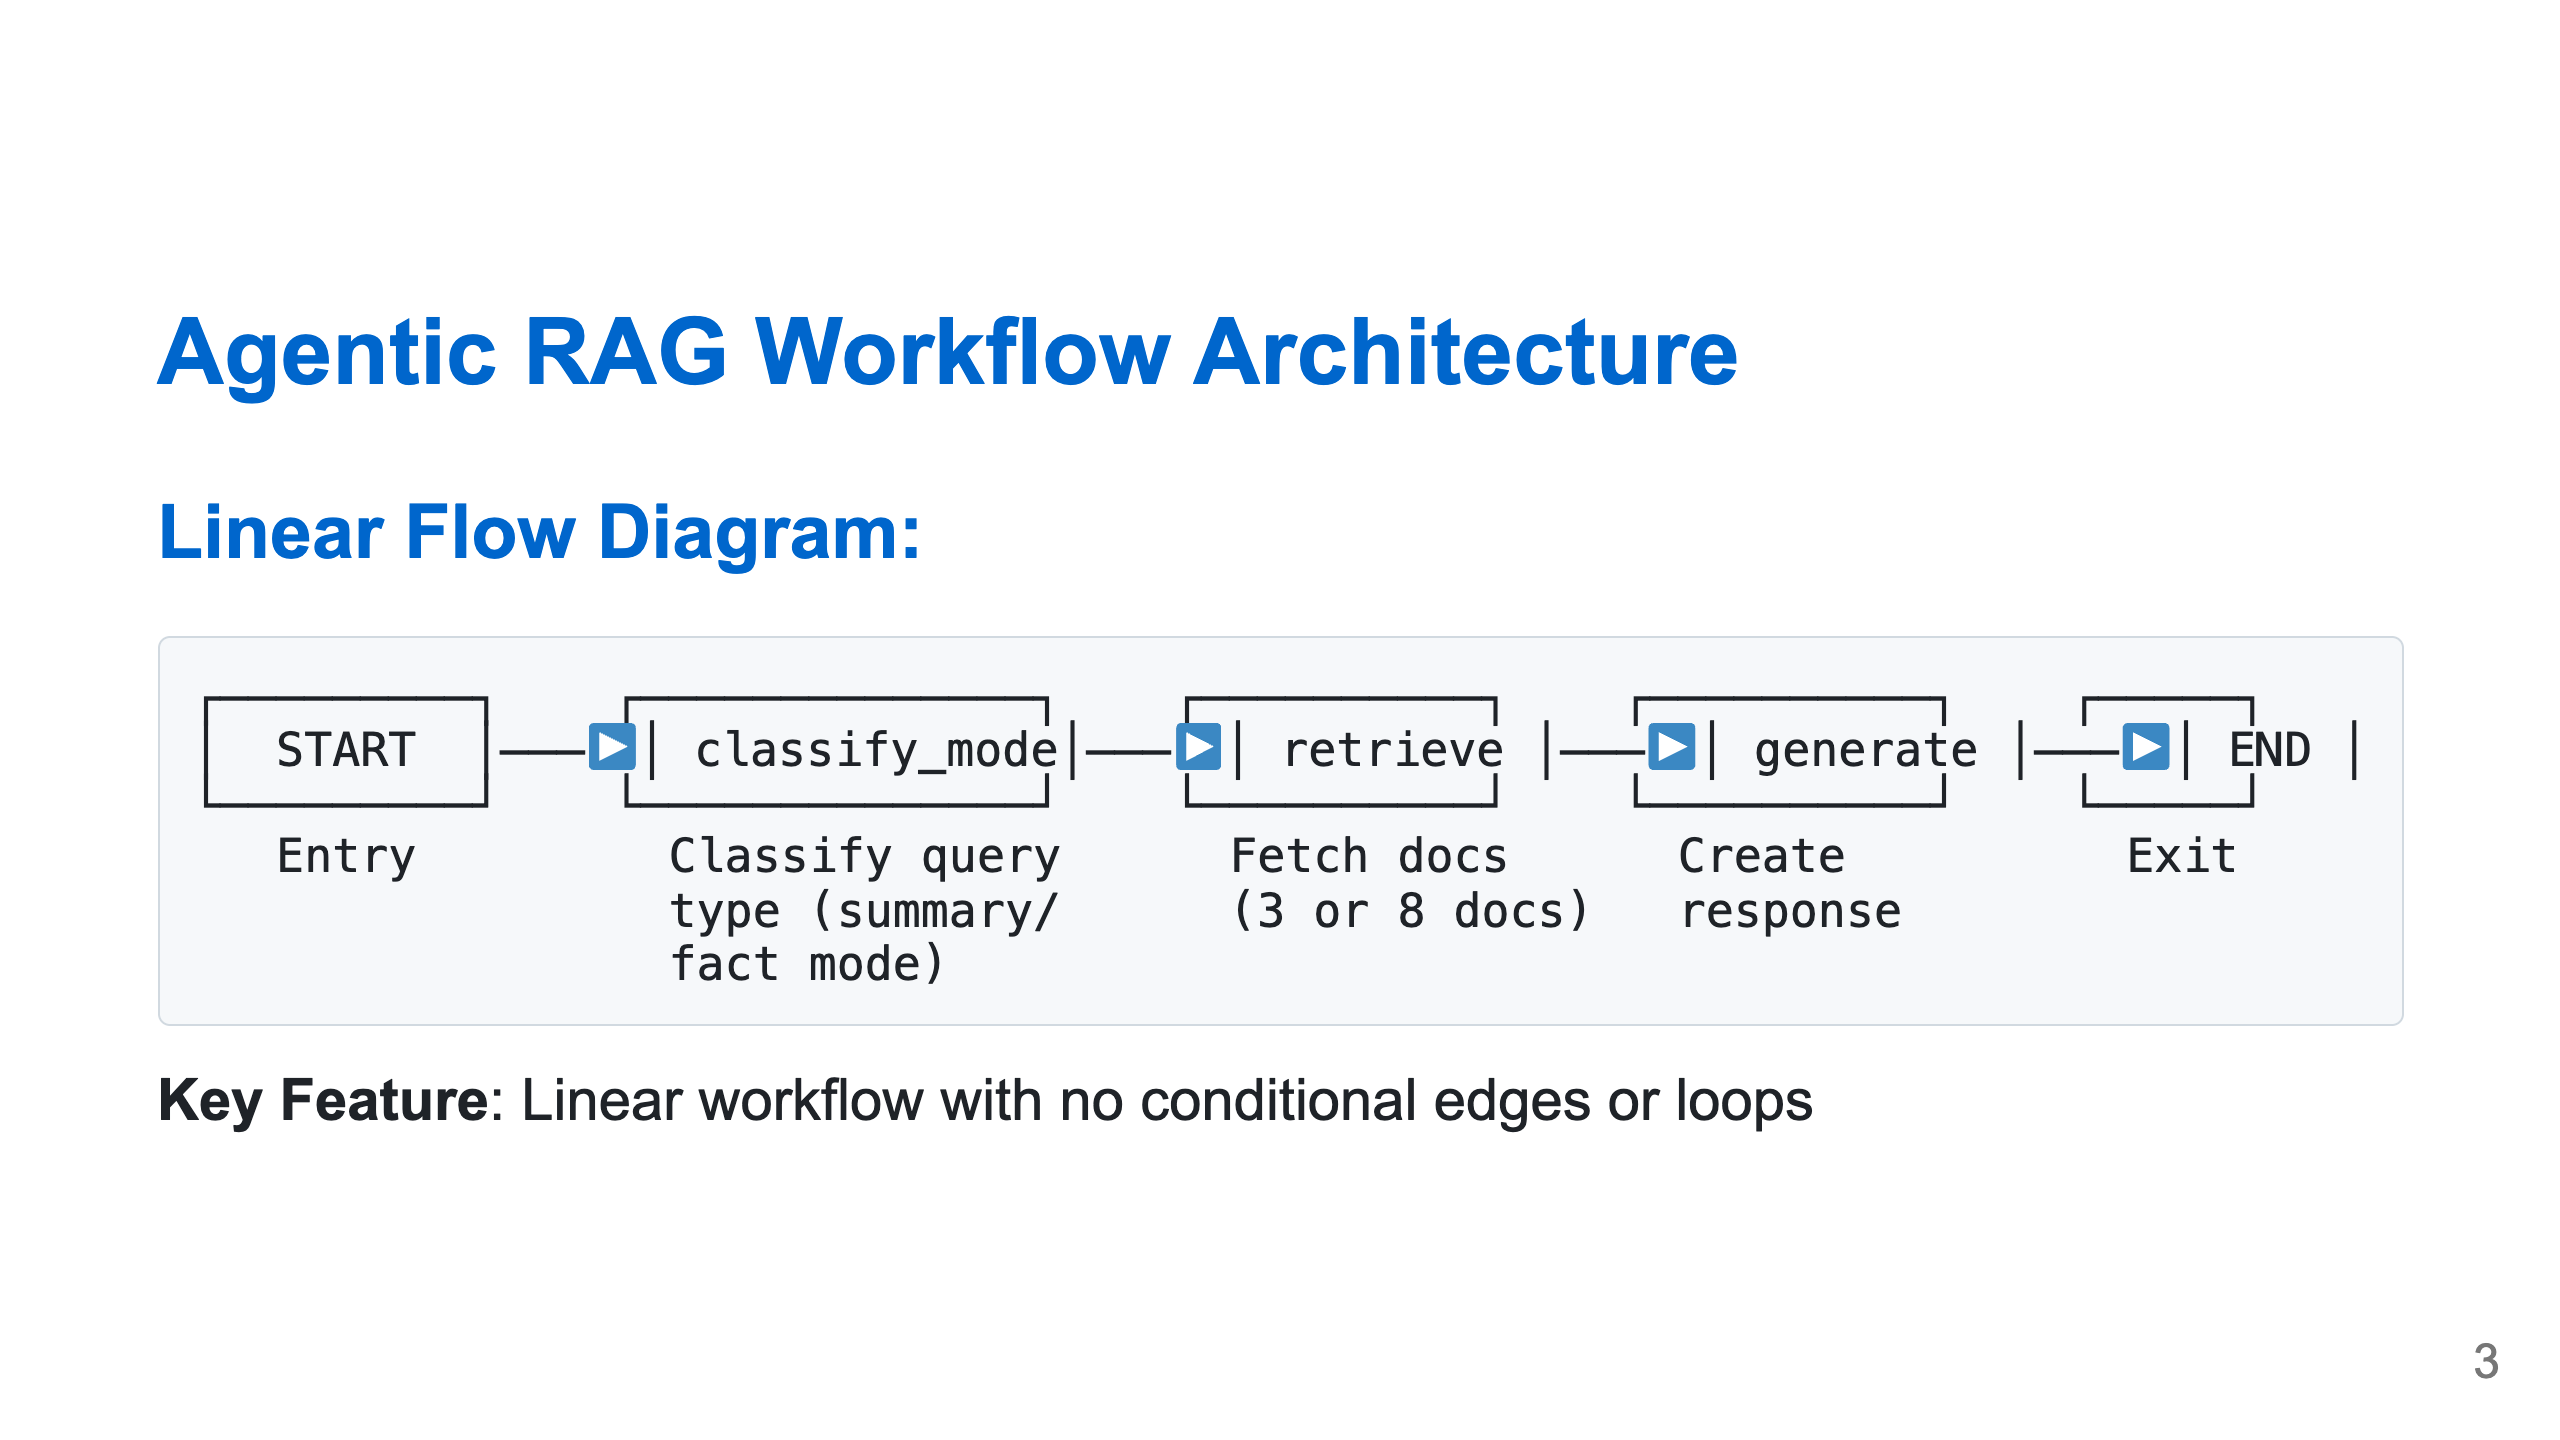 Agentic RAG Workflow Architecture
Linear Flow Diagram:
START classify_mode retrieve generate END
Entry Classify query Fetch docs Create Exit
type (summary/ (3 or 8 docs) response
fact mode)
Key Feature: Linear workflow with no conditional edges or loops
3